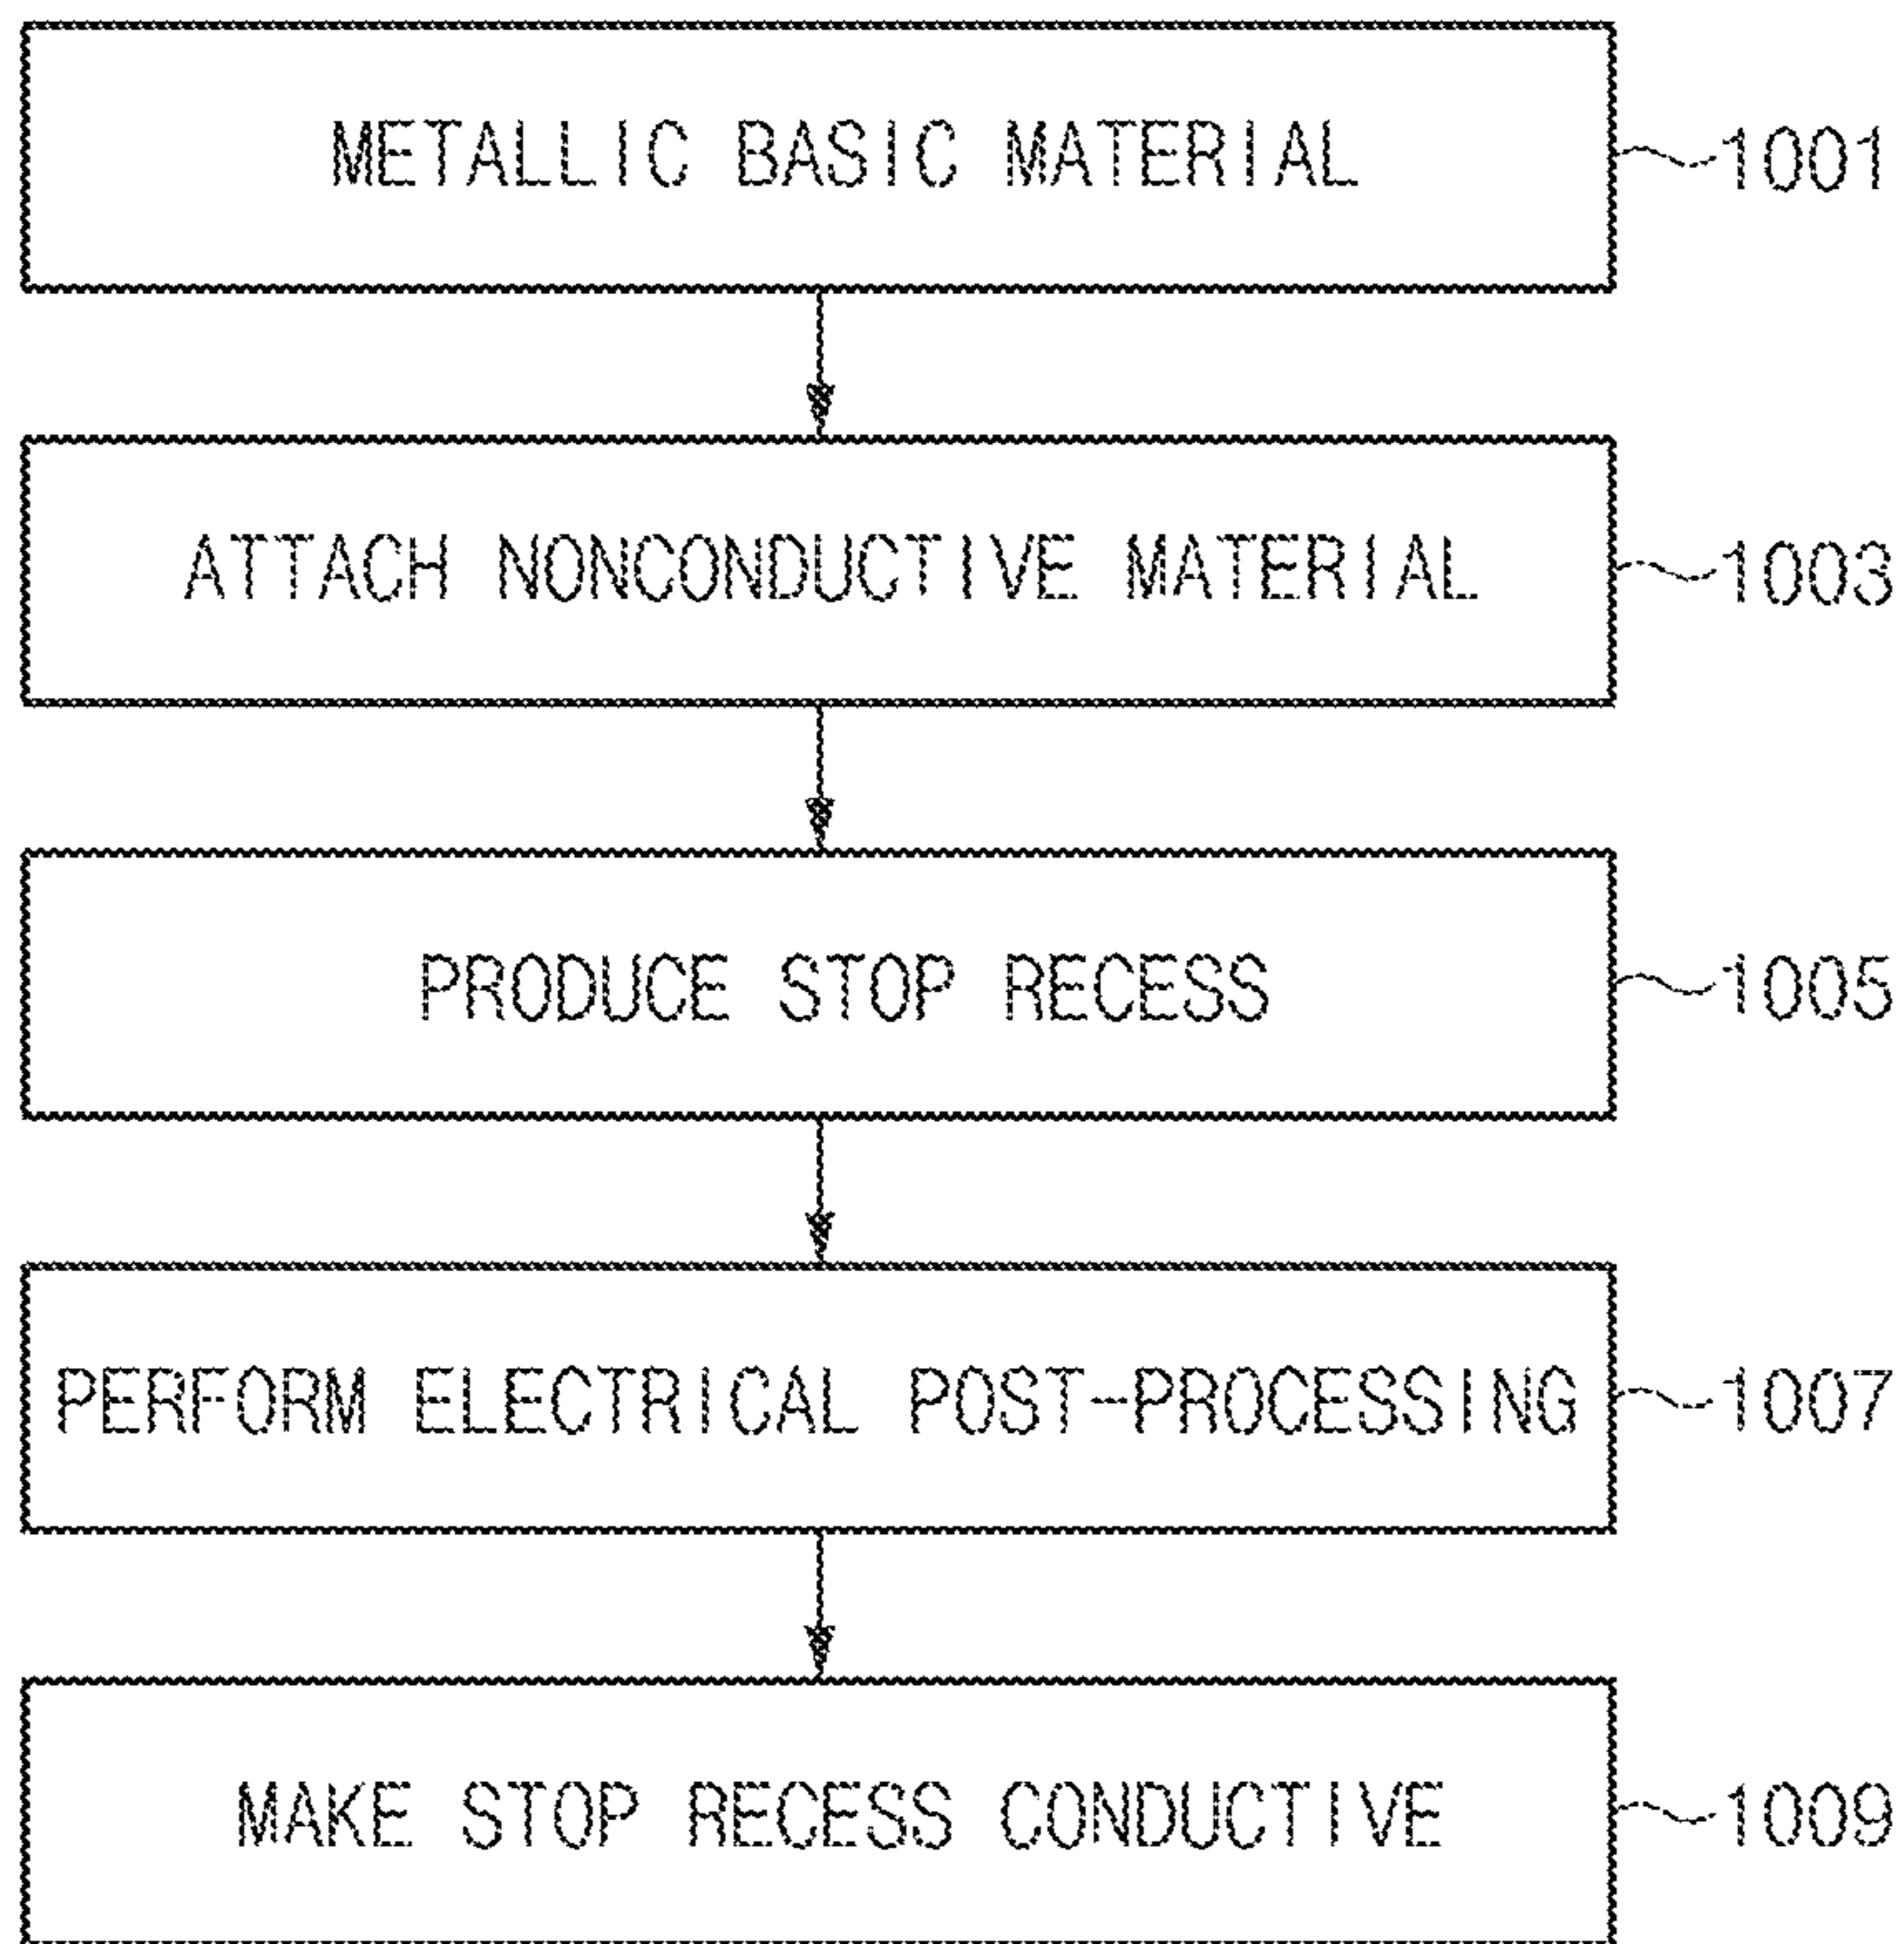 METALLIC BASIC MATERIAL 1001
ATTACH NONCONDUCTIVE MATERIAL 1003
PRODUCE STOP RECESS 1005
PERFORM ELECTRICAL POST-PROCESSING 1007
MAKE STOP RECESS CONDUCTIVE 1009